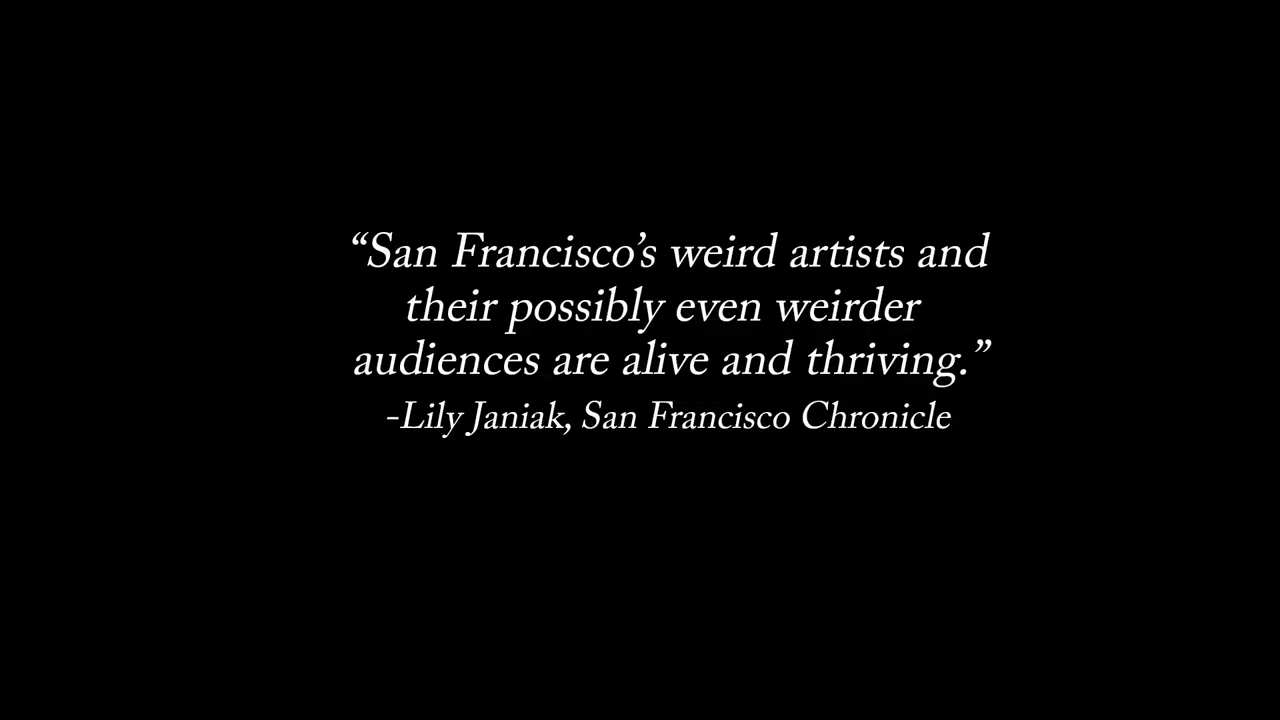 “San Francisco’s weird artists and
their possibly even weirder
audiences are alive and thriving.”
-Lily Janiak, San Francisco Chronicle